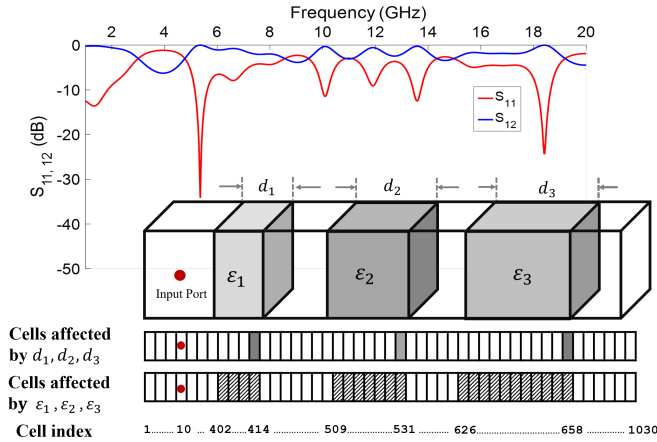 Frequency (GHz)
2 4 6 8 10 12 14 16 18 20
0
-10
-20
-30
-40
-50
S11, 12 (dB)
S11
S12
d1 d2 d3
ε1 ε2 ε3
Input Port
Cells affected
by d1, d2, d3
Cells affected
by ε1, ε2, ε3
Cell index 1.........10 ... 402......414 509......531 626 ......... 658 ...... 1030